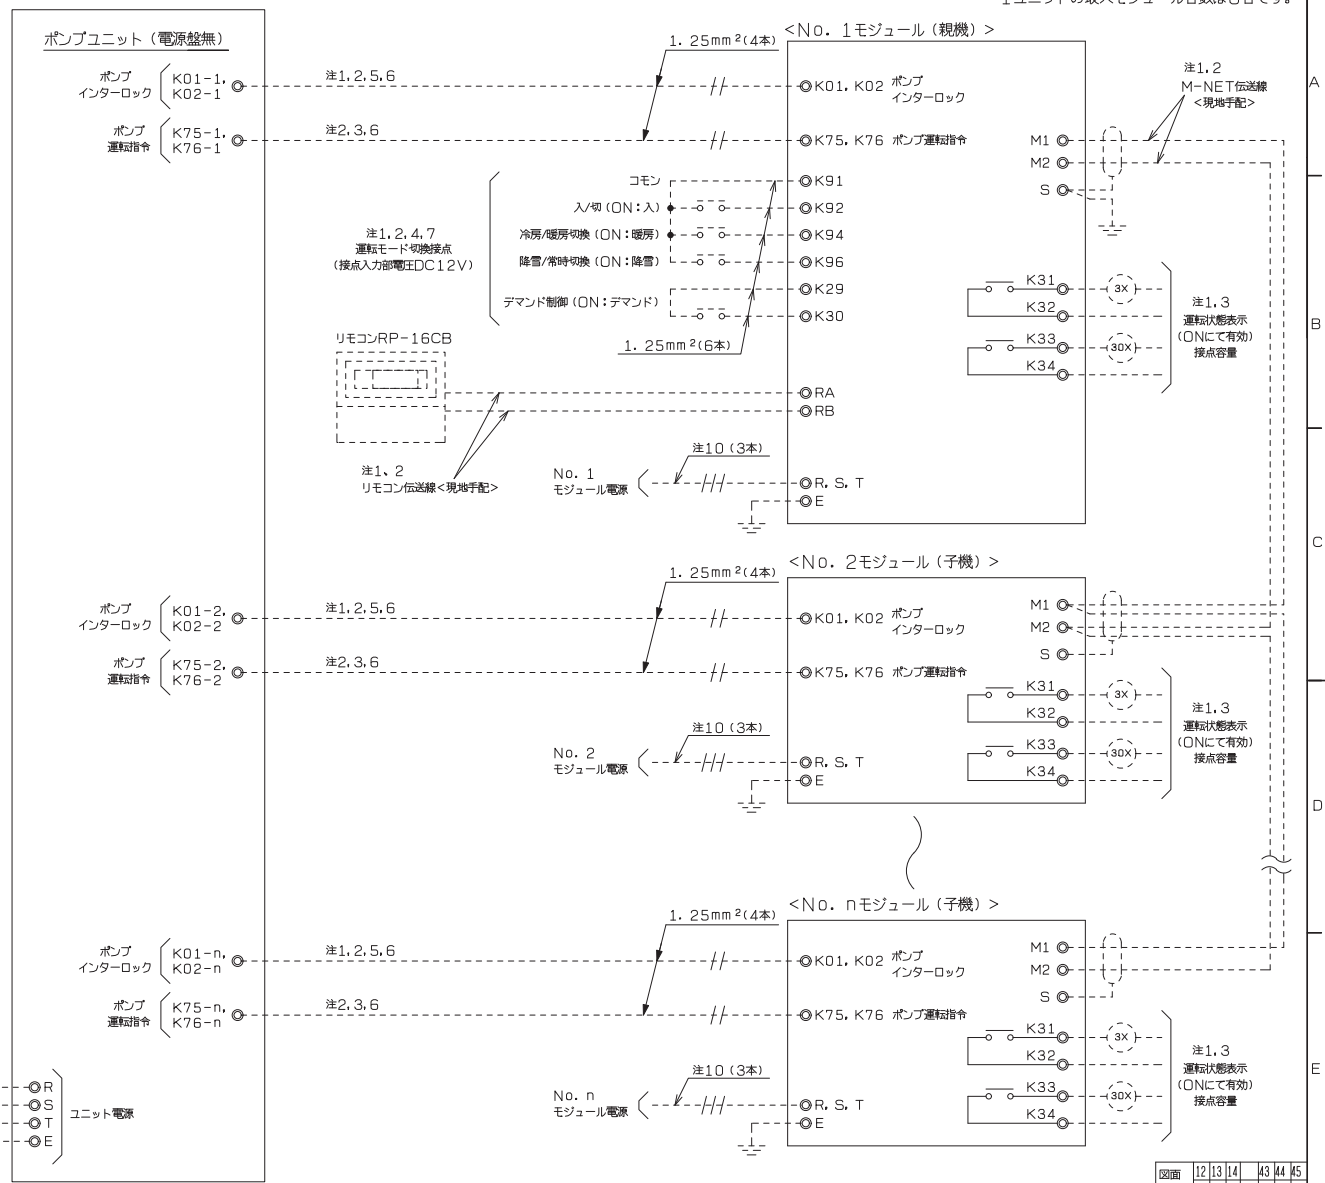 ポンプユニット（電源盤無）
ポンプ
インターロック
K01-1,
K02-1
ポンプ
運転指令
K75-1,
K76-1
注1,2,5,6
注2,3,6
1.25mm²(4本)
<No. 1モジュール（親機）>
K01, K02 ポンプ
インターロック
K75, K76 ポンプ運転指令
K91
K92
K94
K96
K29
K30
RA
RB
R, S, T
E
コモン
入/切（ON：入）
冷房/暖房切換（ON：暖房）
降雪/常時切換（ON：降雪）
デマンド制御（ON：デマンド）
注1,2,4,7
運転モード切換接点
（接点入力部電圧DC12V）
1.25mm²(6本)
リモコンRP-16CB
注1、2
リモコン伝送線<現地手配>
注10（3本）
No. 1
モジュール電源
M1
M2
S
注1,2
M-NET伝送線
<現地手配>
K31
K32
K33
K34
3X
30X
注1,3
運転状態表示
（ONにて有効）
接点容量
A
B
C
D
E
ポンプ
インターロック
K01-2,
K02-2
ポンプ
運転指令
K75-2,
K76-2
注1,2,5,6
注2,3,6
1.25mm²(4本)
<No. 2モジュール（子機）>
K01, K02 ポンプ
インターロック
K75, K76 ポンプ運転指令
注10（3本）
No. 2
モジュール電源
R, S, T
E
M1
M2
S
K31
K32
K33
K34
3X
30X
注1,3
運転状態表示
（ONにて有効）
接点容量
ポンプ
インターロック
K01-n,
K02-n
ポンプ
運転指令
K75-n,
K76-n
注1,2,5,6
注2,3,6
1.25mm²(4本)
<No. nモジュール（子機）>
K01, K02 ポンプ
インターロック
K75, K76 ポンプ運転指令
注10（3本）
No. n
モジュール電源
R, S, T
E
M1
M2
S
K31
K32
K33
K34
3X
30X
注1,3
運転状態表示
（ONにて有効）
接点容量
R
S
T
E
ユニット電源
図面 12 13 14 43 44 45